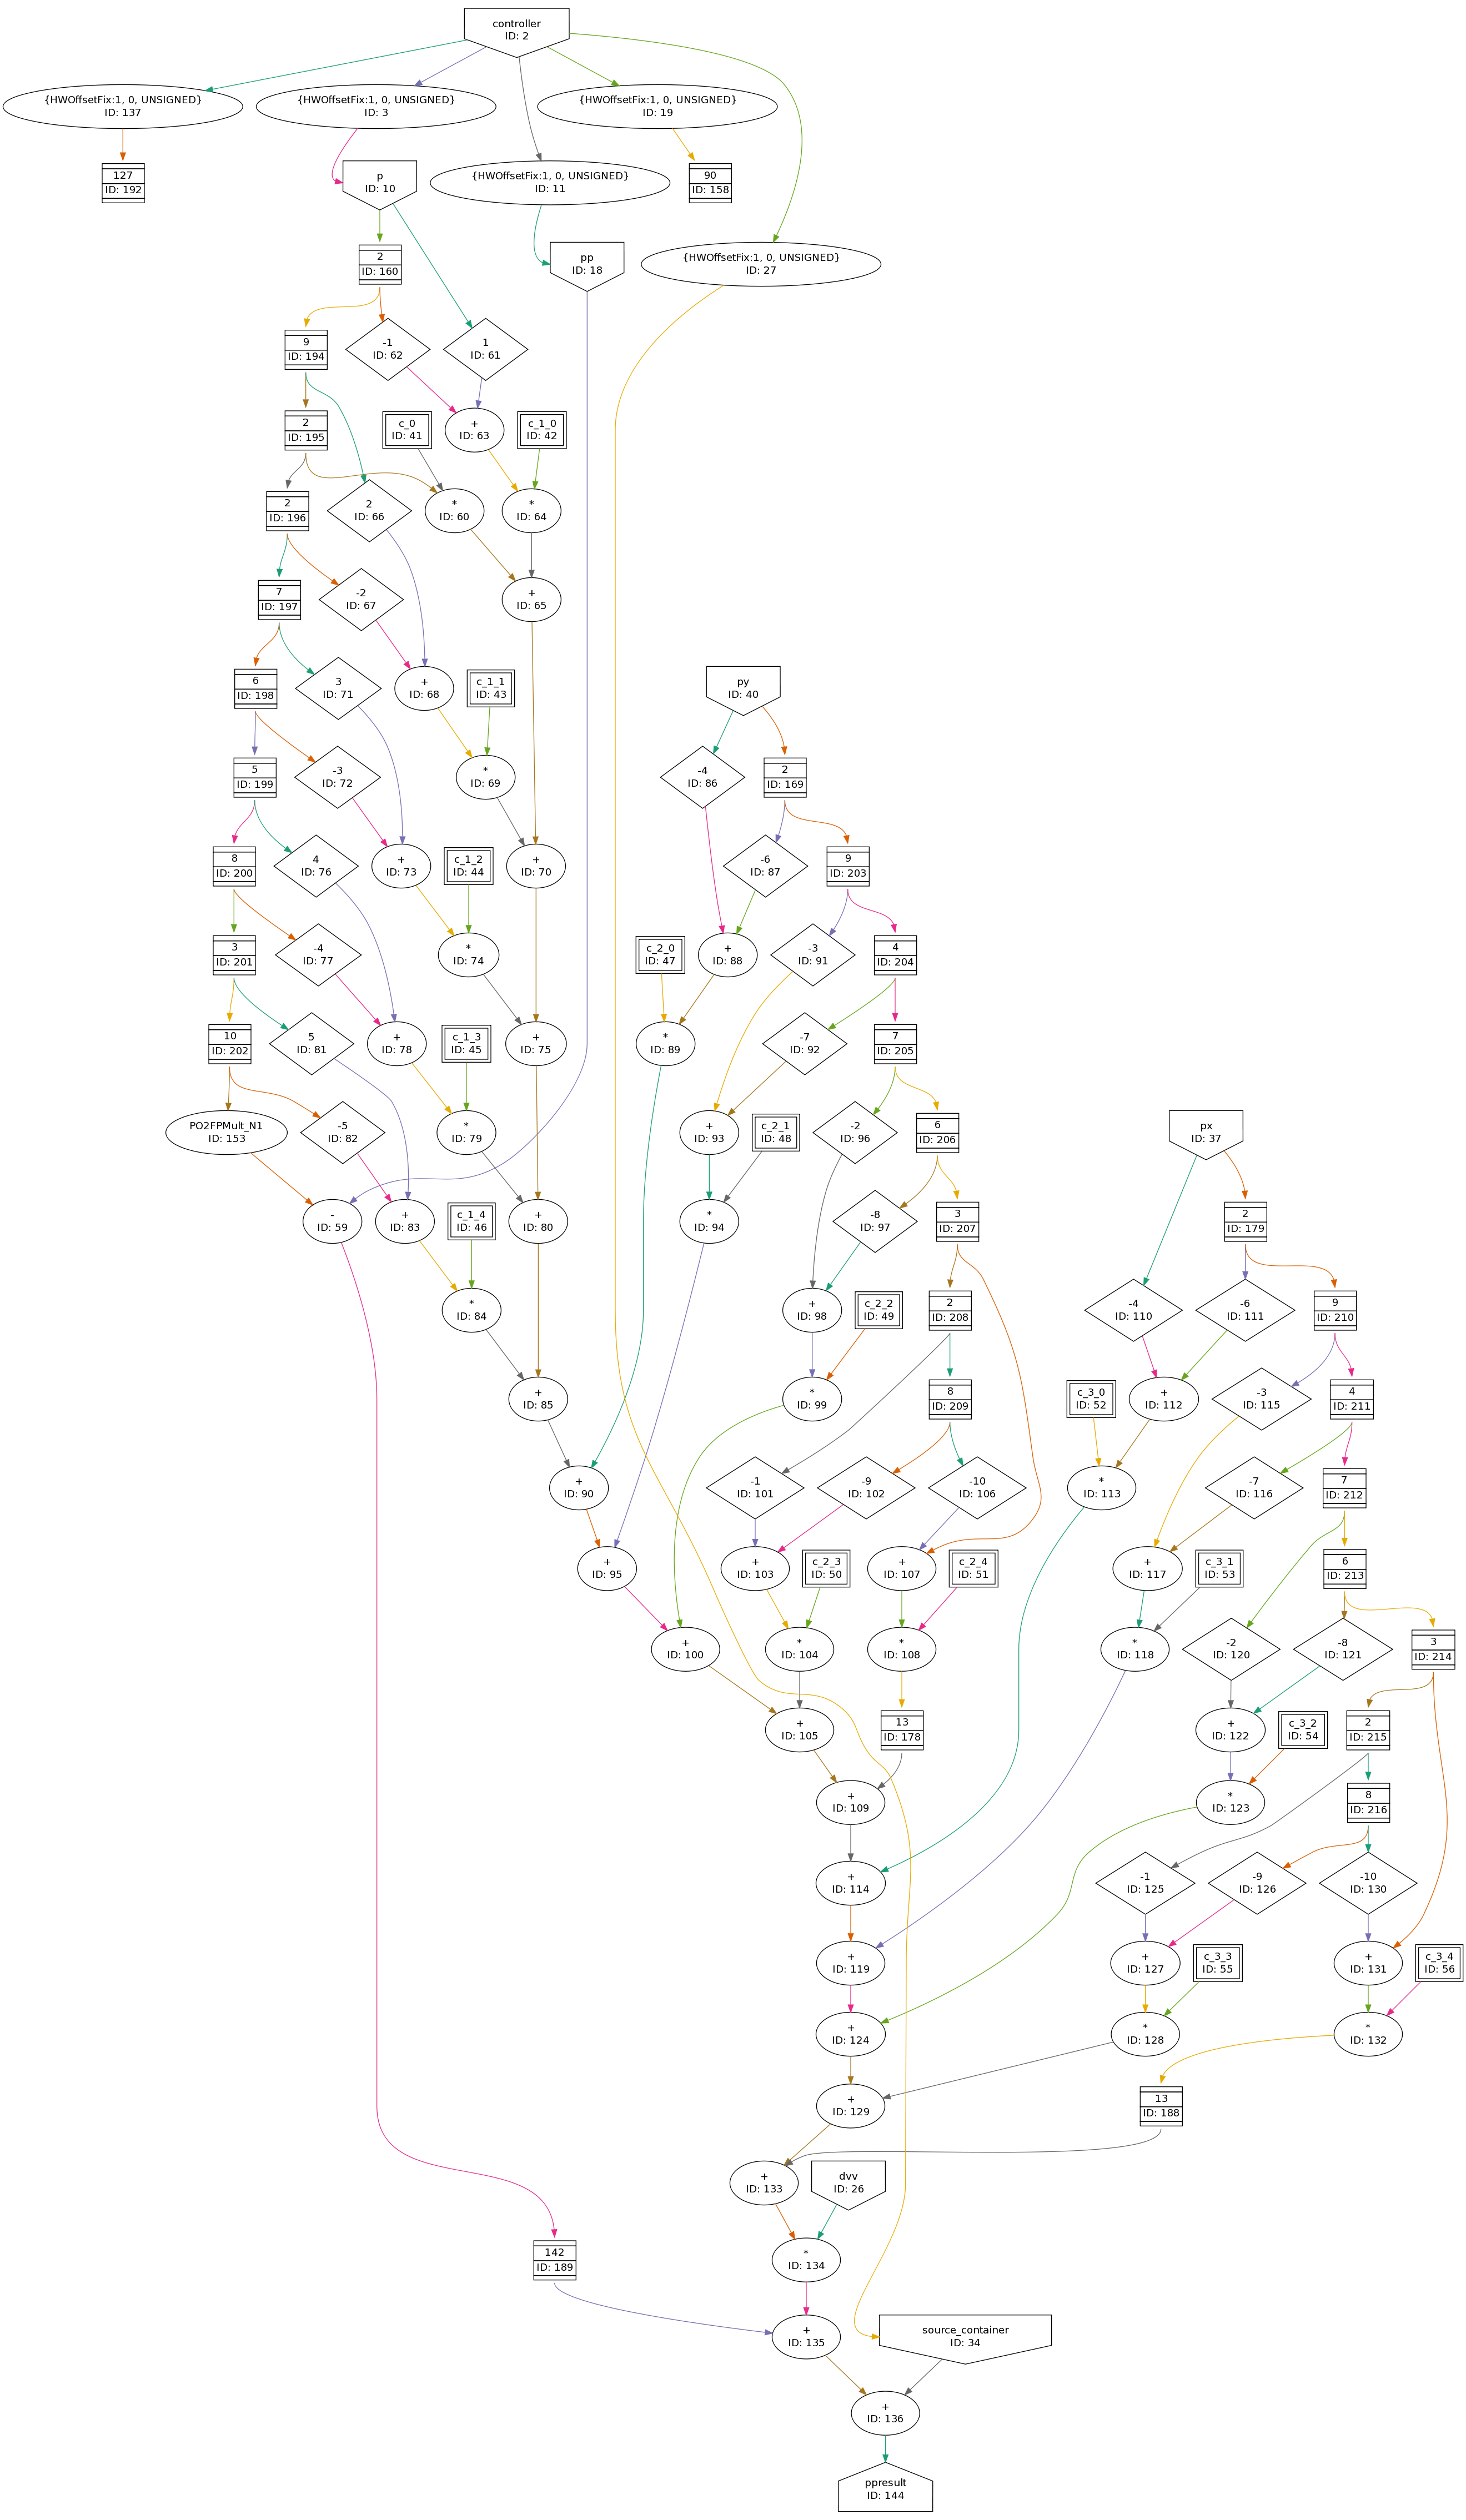 controller
ID: 2
{HWOffsetFix:1, 0, UNSIGNED}
ID: 137
{HWOffsetFix:1, 0, UNSIGNED}
ID: 3
{HWOffsetFix:1, 0, UNSIGNED}
ID: 19
127
ID: 192
p
ID: 10
{HWOffsetFix:1, 0, UNSIGNED}
ID: 11
90
ID: 158
2
ID: 160
pp
ID: 18
{HWOffsetFix:1, 0, UNSIGNED}
ID: 27
9
ID: 194
-1
ID: 62
1
ID: 61
2
ID: 195
c_0
ID: 41
+
ID: 63
c_1_0
ID: 42
2
ID: 196
2
ID: 66
*
ID: 60
*
ID: 64
7
ID: 197
-2
ID: 67
+
ID: 65
6
ID: 198
3
ID: 71
+
ID: 68
c_1_1
ID: 43
py
ID: 40
5
ID: 199
-3
ID: 72
*
ID: 69
-4
ID: 86
2
ID: 169
8
ID: 200
4
ID: 76
+
ID: 73
c_1_2
ID: 44
+
ID: 70
-6
ID: 87
9
ID: 203
3
ID: 201
-4
ID: 77
*
ID: 74
c_2_0
ID: 47
+
ID: 88
-3
ID: 91
4
ID: 204
10
ID: 202
5
ID: 81
+
ID: 78
c_1_3
ID: 45
+
ID: 75
*
ID: 89
-7
ID: 92
7
ID: 205
PO2FPMult_N1
ID: 153
-5
ID: 82
*
ID: 79
+
ID: 93
c_2_1
ID: 48
-2
ID: 96
6
ID: 206
px
ID: 37
-
ID: 59
+
ID: 83
c_1_4
ID: 46
+
ID: 80
*
ID: 94
-8
ID: 97
3
ID: 207
2
ID: 179
*
ID: 84
+
ID: 98
c_2_2
ID: 49
2
ID: 208
-4
ID: 110
-6
ID: 111
9
ID: 210
+
ID: 85
*
ID: 99
8
ID: 209
c_3_0
ID: 52
+
ID: 112
-3
ID: 115
4
ID: 211
+
ID: 90
-1
ID: 101
-9
ID: 102
-10
ID: 106
*
ID: 113
-7
ID: 116
7
ID: 212
+
ID: 95
+
ID: 103
c_2_3
ID: 50
+
ID: 107
c_2_4
ID: 51
+
ID: 117
c_3_1
ID: 53
6
ID: 213
+
ID: 100
*
ID: 104
*
ID: 108
*
ID: 118
-2
ID: 120
-8
ID: 121
3
ID: 214
+
ID: 105
13
ID: 178
+
ID: 122
c_3_2
ID: 54
2
ID: 215
+
ID: 109
*
ID: 123
8
ID: 216
+
ID: 114
-1
ID: 125
-9
ID: 126
-10
ID: 130
+
ID: 119
+
ID: 127
c_3_3
ID: 55
+
ID: 131
c_3_4
ID: 56
+
ID: 124
*
ID: 128
*
ID: 132
+
ID: 129
13
ID: 188
+
ID: 133
dvv
ID: 26
142
ID: 189
*
ID: 134
+
ID: 135
source_container
ID: 34
+
ID: 136
ppresult
ID: 144